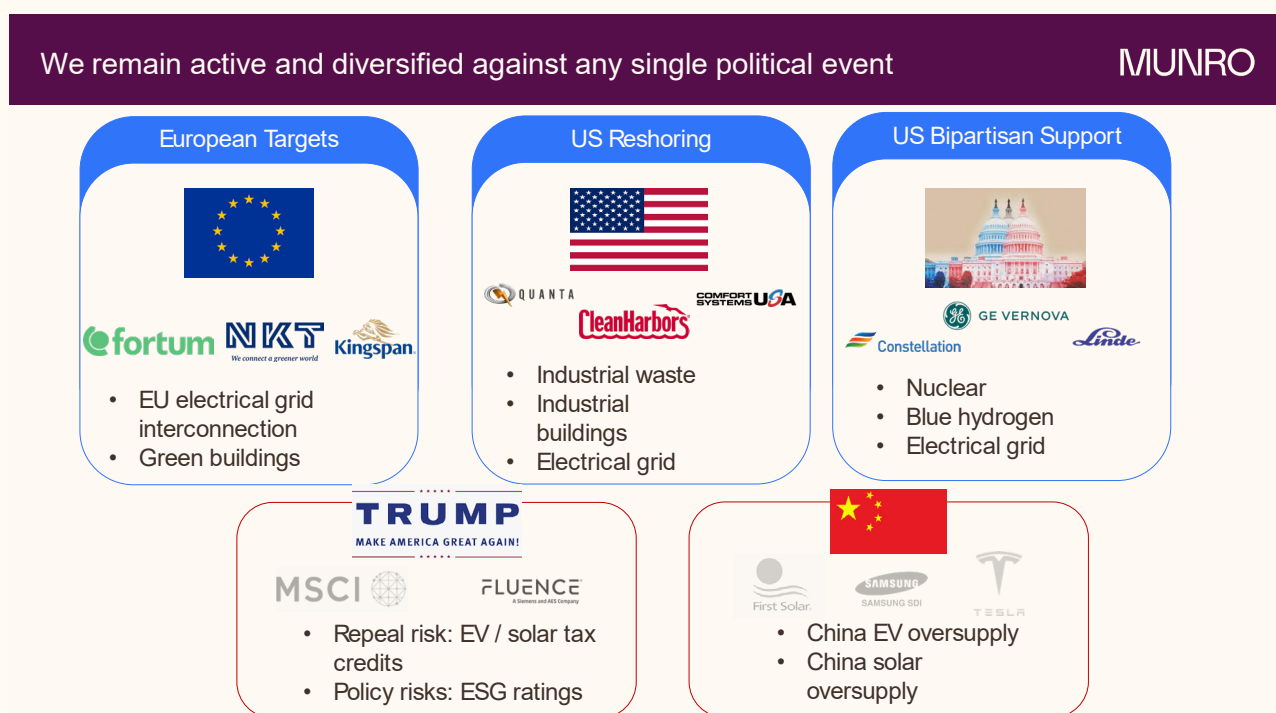 We remain active and diversified against any single political event
MUNRO
European Targets
fortum
NKT
We connect a greener world
Kingspan.
• EU electrical grid
interconnection
• Green buildings
US Reshoring
QUANTA
COMFORT
SYSTEMS USA
CleanHarbors
• Industrial waste
• Industrial
buildings
• Electrical grid
US Bipartisan Support
GE VERNOVA
Constellation
Linde
• Nuclear
• Blue hydrogen
• Electrical grid
TRUMP
MAKE AMERICA GREAT AGAIN!
MSCI
FLUENCE
A Siemens and AES Company
• Repeal risk: EV / solar tax
credits
• Policy risks: ESG ratings
First Solar.
SAMSUNG
SAMSUNG SDI
TESLA
• China EV oversupply
• China solar
oversupply